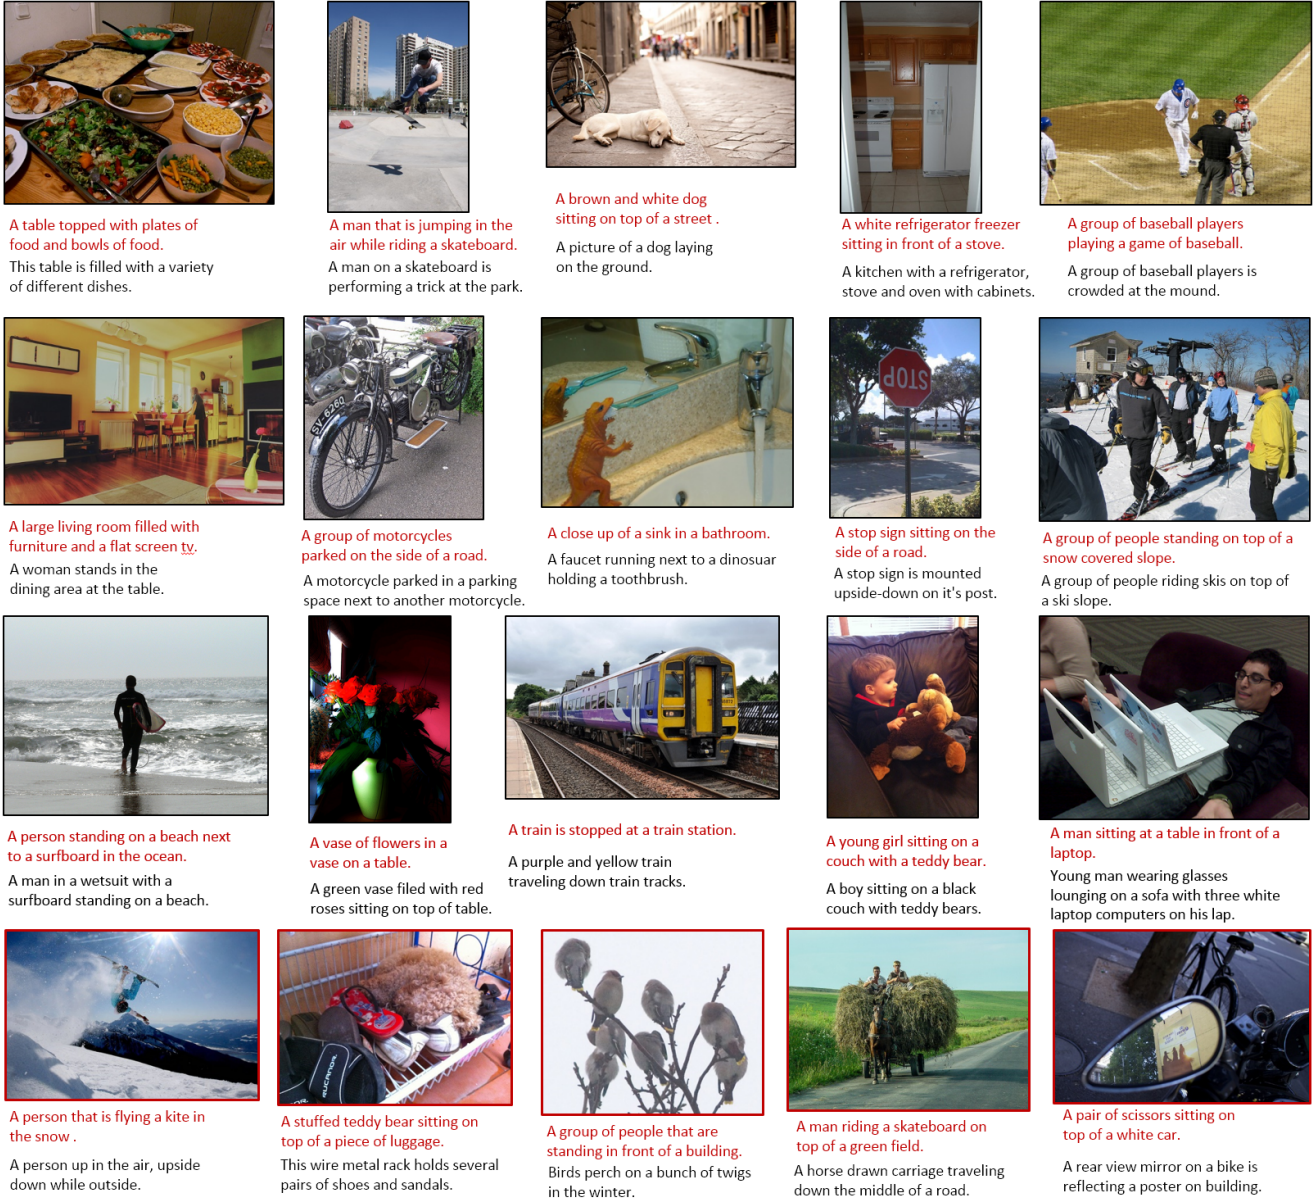 A table topped with plates of
food and bowls of food.
This table is filled with a variety
of different dishes.
A man that is jumping in the
air while riding a skateboard.
A man on a skateboard is
performing a trick at the park.
A brown and white dog
sitting on top of a street .
A picture of a dog laying
on the ground.
A white refrigerator freezer
sitting in front of a stove.
A kitchen with a refrigerator,
stove and oven with cabinets.
A group of baseball players
playing a game of baseball.
A group of baseball players is
crowded at the mound.
SV 6260
STOP
A large living room filled with
furniture and a flat screen tv.
A woman stands in the
dining area at the table.
A group of motorcycles
parked on the side of a road.
A motorcycle parked in a parking
space next to another motorcycle.
A close up of a sink in a bathroom.
A faucet running next to a dinosuar
holding a toothbrush.
A stop sign sitting on the
side of a road.
A stop sign is mounted
upside-down on it's post.
A group of people standing on top of a
snow covered slope.
A group of people riding skis on top of
a ski slope.
A person standing on a beach next
to a surfboard in the ocean.
A man in a wetsuit with a
surfboard standing on a beach.
A vase of flowers in a
vase on a table.
A green vase filed with red
roses sitting on top of table.
A train is stopped at a train station.
A purple and yellow train
traveling down train tracks.
A young girl sitting on a
couch with a teddy bear.
A boy sitting on a black
couch with teddy bears.
A man sitting at a table in front of a
laptop.
Young man wearing glasses
lounging on a sofa with three white
laptop computers on his lap.
RUCANOR
A person that is flying a kite in
the snow .
A person up in the air, upside
down while outside.
A stuffed teddy bear sitting on
top of a piece of luggage.
This wire metal rack holds several
pairs of shoes and sandals.
A group of people that are
standing in front of a building.
Birds perch on a bunch of twigs
in the winter.
A man riding a skateboard on
top of a green field.
A horse drawn carriage traveling
down the middle of a road.
A pair of scissors sitting on
top of a white car.
A rear view mirror on a bike is
reflecting a poster on building.